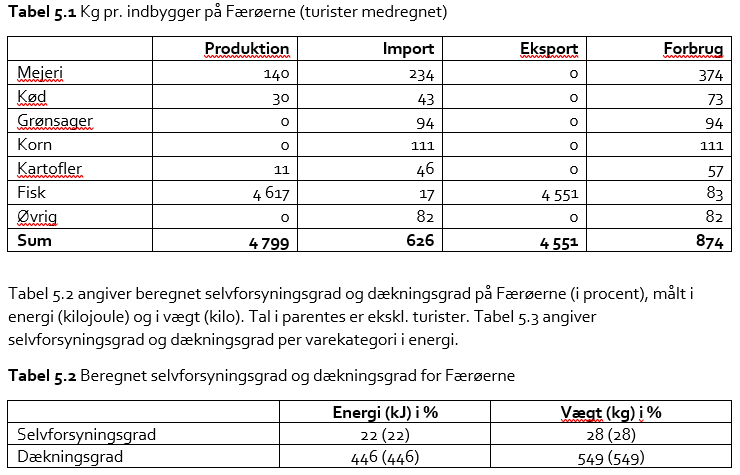 Tabel 5.1 Kg pr. indbygger på Færøerne (turister medregnet)
Produktion Import Eksport Forbrug
Mejeri 140 234 0 374
Kød 30 43 0 73
Grønsager 0 94 0 94
Korn 0 111 0 111
Kartofler 11 46 0 57
Fisk 4 617 17 4 551 83
Øvrig 0 82 0 82
Sum 4 799 626 4 551 874
Tabel 5.2 angiver beregnet selvforsyningsgrad og dækningsgrad på Færøerne (i procent), målt i
energi (kilojoule) og i vægt (kilo). Tal i parentes er ekskl. turister. Tabel 5.3 angiver
selvforsyningsgrad og dækningsgrad per varekategori i energi.
Tabel 5.2 Beregnet selvforsyningsgrad og dækningsgrad for Færøerne
Energi (kJ) i % Vægt (kg) i %
Selvforsyningsgrad 22 (22) 28 (28)
Dækningsgrad 446 (446) 549 (549)